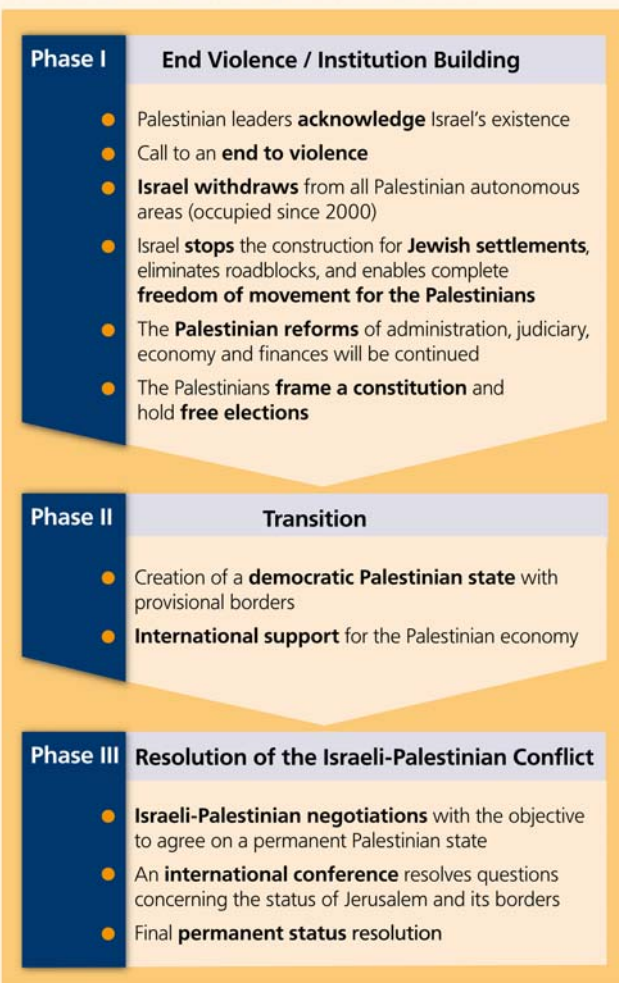 Phase I
End Violence / Institution Building
Palestinian leaders acknowledge Israel's existence
Call to an end to violence
Israel withdraws from all Palestinian autonomous
areas (occupied since 2000)
Israel stops the construction for Jewish settlements,
eliminates roadblocks, and enables complete
freedom of movement for the Palestinians
The Palestinian reforms of administration, judiciary,
economy and finances will be continued
The Palestinians frame a constitution and
hold free elections
Phase II
Transition
Creation of a democratic Palestinian state with
provisional borders
International support for the Palestinian economy
Phase III
Resolution of the Israeli-Palestinian Conflict
Israeli-Palestinian negotiations with the objective
to agree on a permanent Palestinian state
An international conference resolves questions
concerning the status of Jerusalem and its borders
Final permanent status resolution